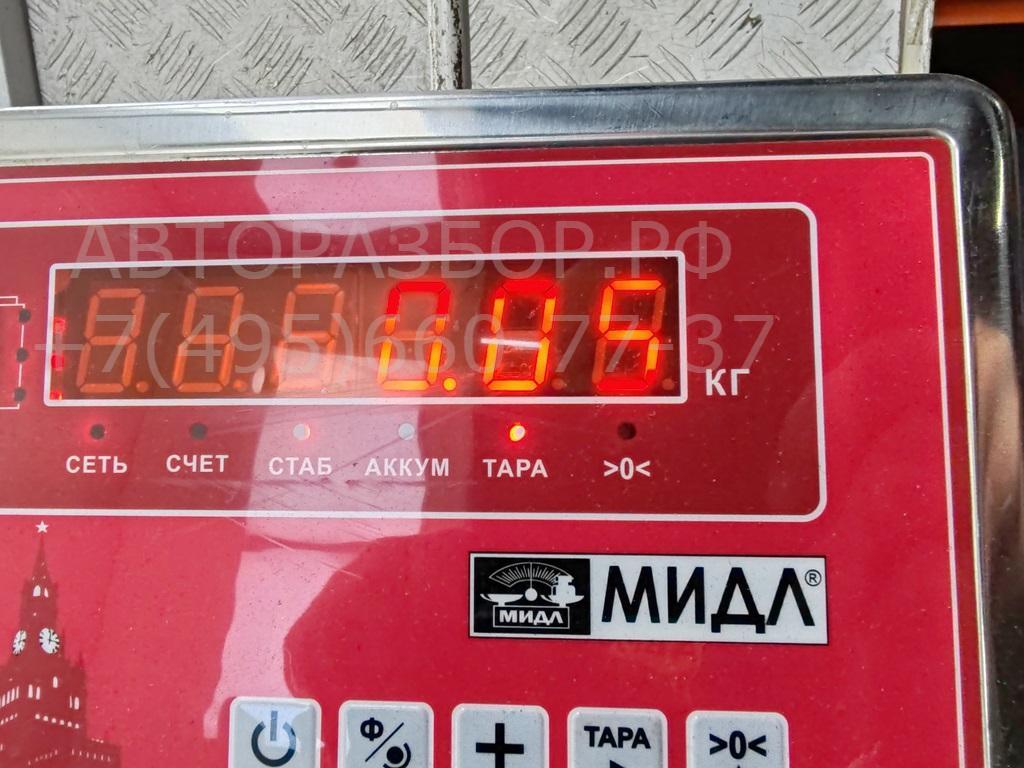 АВТОРАЗБОР.РФ
0.05
+7(495)660-77-37
КГ
СЕТЬ СЧЕТ СТАБ АККУМ ТАРА >0<
МИДЛ МИДЛ®
Ф ТАРА >0<